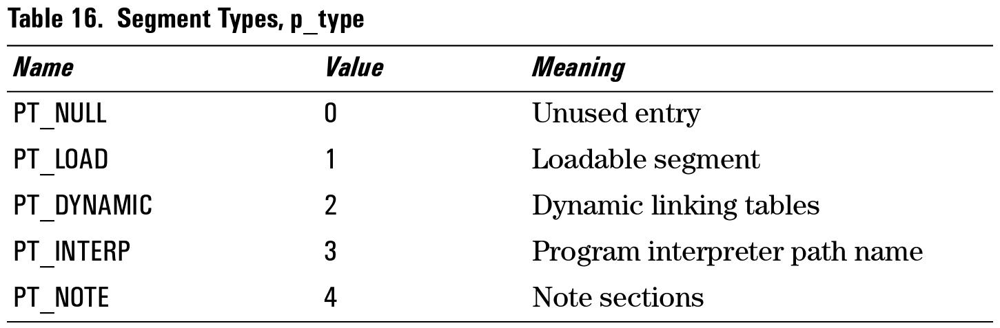 Table 16. Segment Types, p_type
Name Value Meaning
PT_NULL 0 Unused entry
PT_LOAD 1 Loadable segment
PT_DYNAMIC 2 Dynamic linking tables
PT_INTERP 3 Program interpreter path name
PT_NOTE 4 Note sections